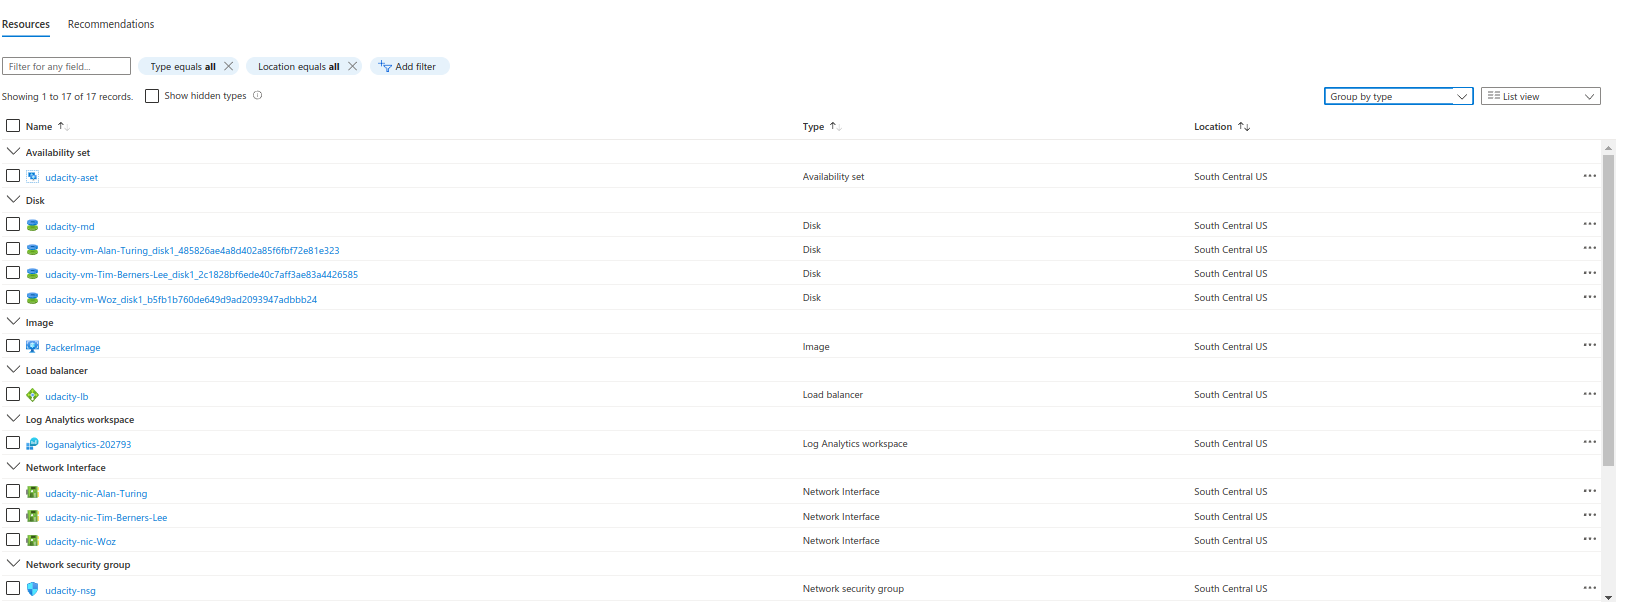 Resources Recommendations
Filter for any field... Type equals all Location equals all Add filter
Showing 1 to 17 of 17 records. Show hidden types Group by type List view
Name Type Location
Availability set
udacity-aset Availability set South Central US
Disk
udacity-md Disk South Central US
udacity-vm-Alan-Turing_disk1_485826ae4a8d402a85f6fbf72e81e323 Disk South Central US
udacity-vm-Tim-Berners-Lee_disk1_2c1828bf6ede40c7aff3ae83a4426585 Disk South Central US
udacity-vm-Woz_disk1_b5fb1b760de649d9ad2093947adbbb24 Disk South Central US
Image
PackerImage Image South Central US
Load balancer
udacity-lb Load balancer South Central US
Log Analytics workspace
loganalytics-202793 Log Analytics workspace South Central US
Network Interface
udacity-nic-Alan-Turing Network Interface South Central US
udacity-nic-Tim-Berners-Lee Network Interface South Central US
udacity-nic-Woz Network Interface South Central US
Network security group
udacity-nsg Network security group South Central US